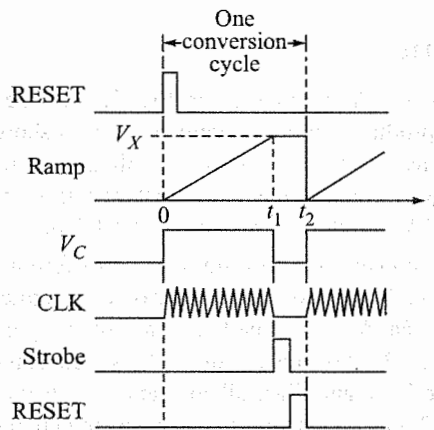 One
conversion
cycle
RESET
V_X
Ramp
0 t_1 t_2
V_C
CLK
Strobe
RESET